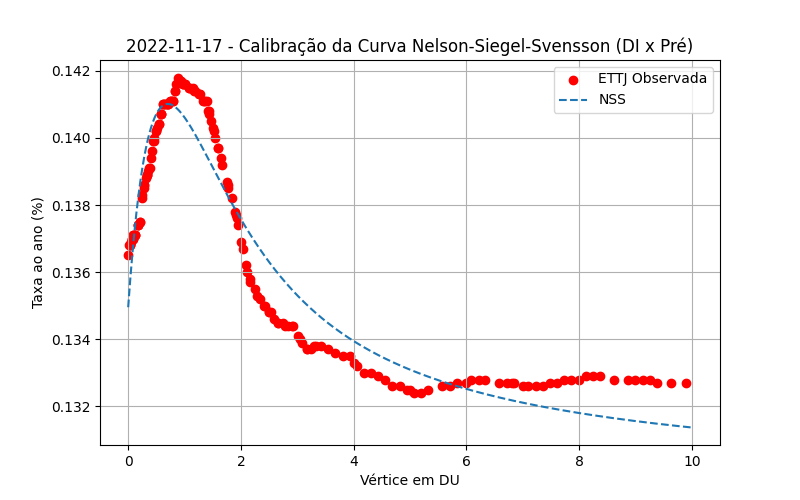 2022-11-17 - Calibração da Curva Nelson-Siegel-Svensson (DI x Pré)
ETTJ Observada
NSS
Taxa ao ano (%)
0.142
0.140
0.138
0.136
0.134
0.132
0 2 4 6 8 10
Vértice em DU